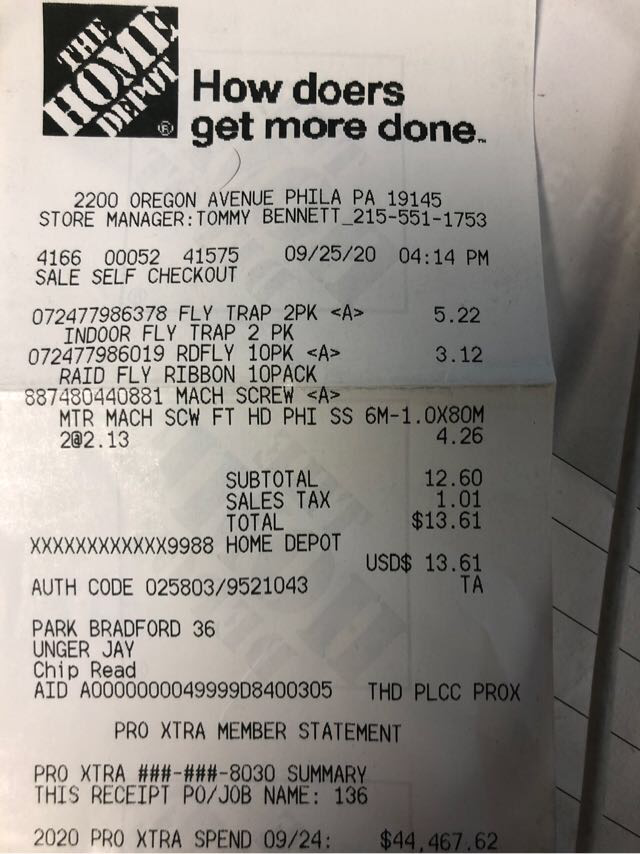 THE
HOME
DEPOT
®
How doers
get more done™
2200 OREGON AVENUE PHILA PA 19145
STORE MANAGER:TOMMY BENNETT_215-551-1753
4166 00052 41575 09/25/20 04:14 PM
SALE SELF CHECKOUT
072477986378 FLY TRAP 2PK <A> 5.22
INDOOR FLY TRAP 2 PK
072477986019 RDFLY 10PK <A> 3.12
RAID FLY RIBBON 10PACK
887480440881 MACH SCREW <A>
MTR MACH SCW FT HD PHI SS 6M-1.0X80M
2@2.13 4.26
SUBTOTAL 12.60
SALES TAX 1.01
TOTAL $13.61
XXXXXXXXXXXX9988 HOME DEPOT
USD$ 13.61
AUTH CODE 025803/9521043 TA
PARK BRADFORD 36
UNGER JAY
Chip Read
AID A0000000049999D8400305 THD PLCC PROX
PRO XTRA MEMBER STATEMENT
PRO XTRA ###-###-8030 SUMMARY
THIS RECEIPT PO/JOB NAME: 136
2020 PRO XTRA SPEND 09/24: $44,467.62